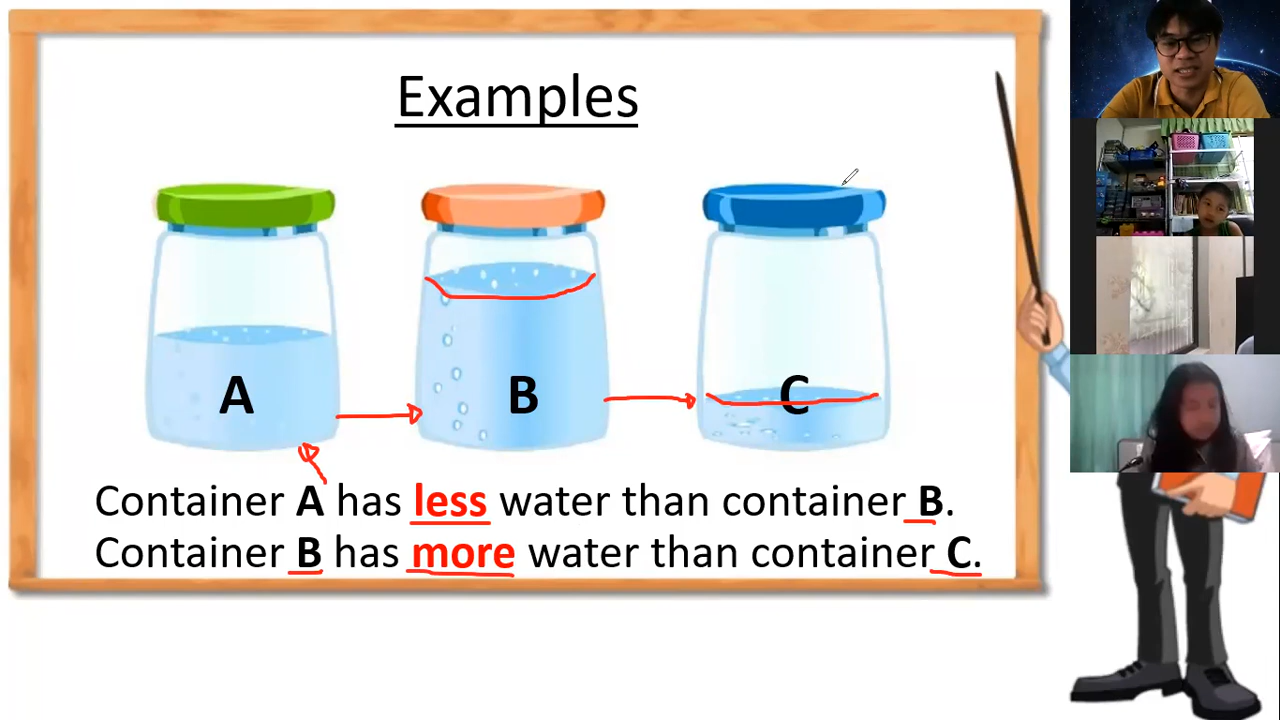 Examples
A
B
C
Container A has less water than container B.
Container B has more water than container C.